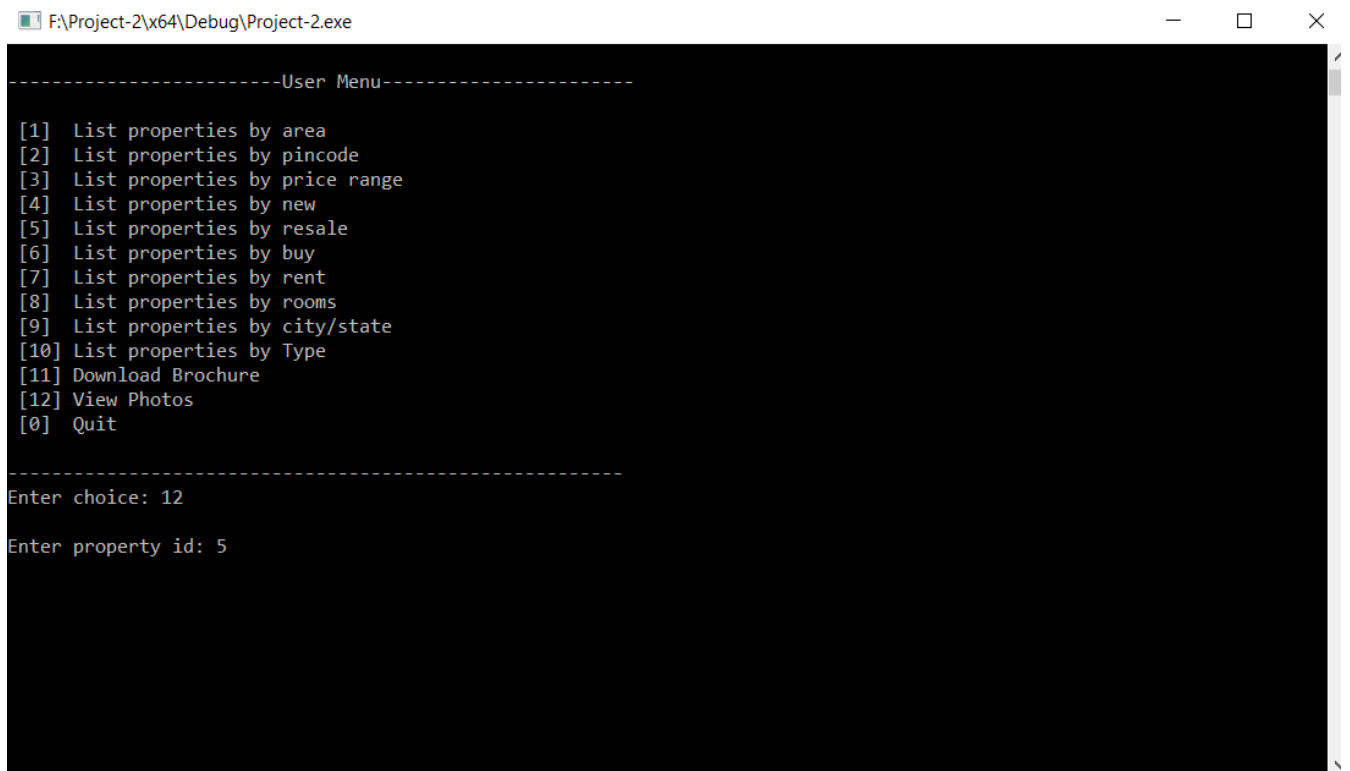 F:\Project-2\x64\Debug\Project-2.exe
-------------------------User Menu-----------------------
[1]  List properties by area
[2]  List properties by pincode
[3]  List properties by price range
[4]  List properties by new
[5]  List properties by resale
[6]  List properties by buy
[7]  List properties by rent
[8]  List properties by rooms
[9]  List properties by city/state
[10] List properties by Type
[11] Download Brochure
[12] View Photos
[0]  Quit
--------------------------------------------------------
Enter choice: 12
Enter property id: 5